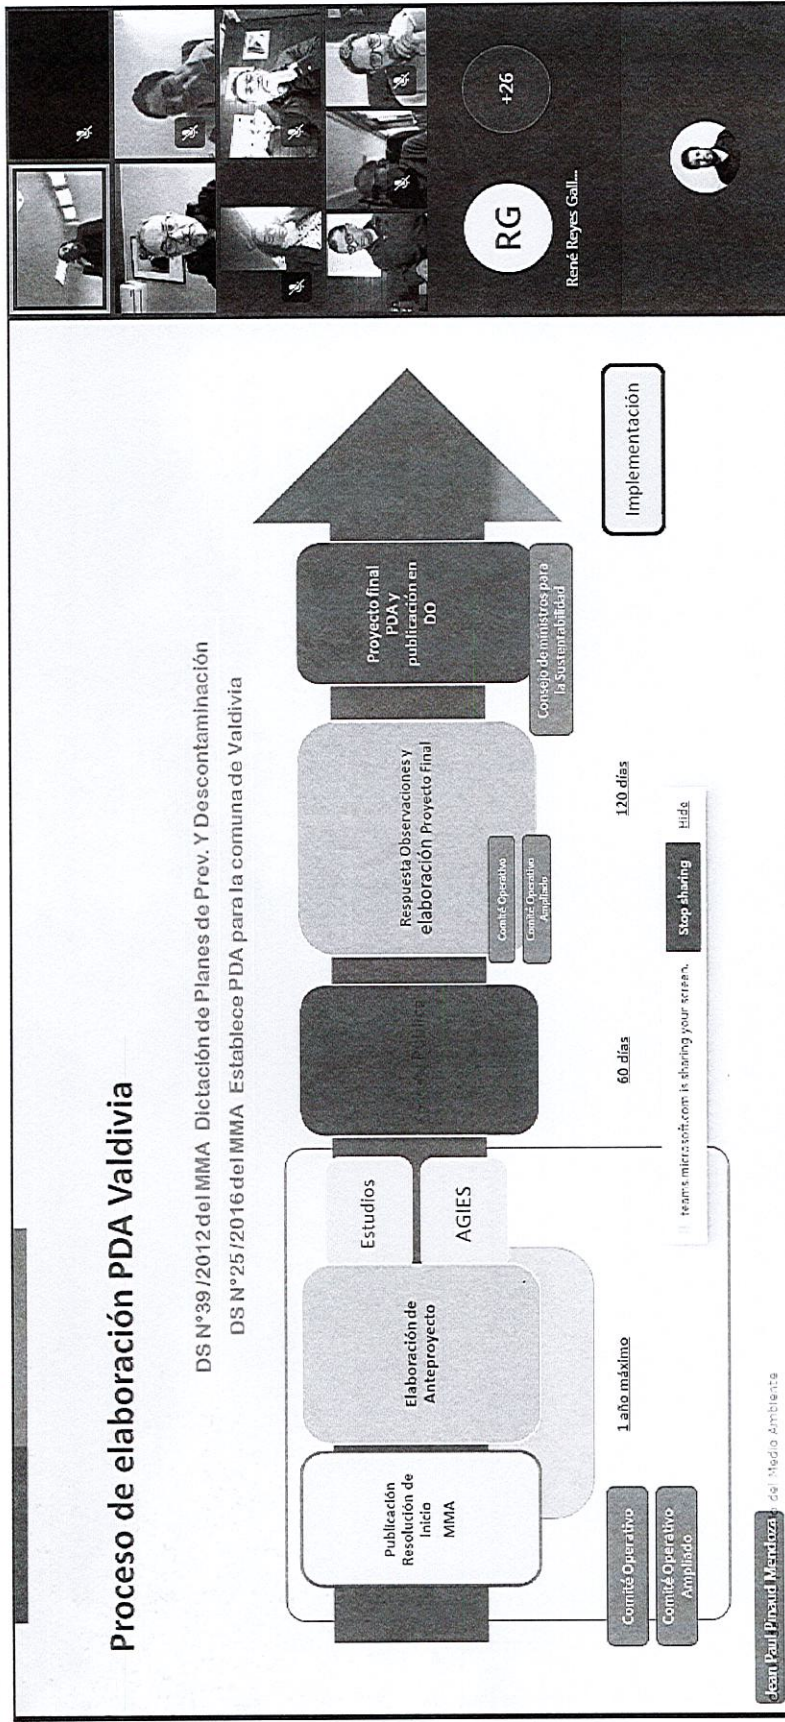 Proceso de elaboración PDA Valdivia
DS N°39/2012 del MMA Dictación de Planes de Prev. Y Descontaminación
DS N°25/2016 del MMA Establece PDA para la comuna de Valdivia
Publicación
Resolución de
Inicio
MMA
Elaboración de
Anteproyecto
Estudios
AGIES
Respuesta Observaciones y
elaboración Proyecto Final
Comité Operativo
Comité Operativo
Ampliado
Proyecto final
PDA y
publicación en
DO
Consejo de ministros para
la Sustentabilidad
Comité Operativo
Comité Operativo
Ampliado
1 año máximo
60 días
120 días
Implementación
teams.microsoft.com is sharing your screen.
Stop sharing
Hide
Jean Paul Pinaud Mendoza
del Medio Ambiente
RG
René Reyes Gall...
+26